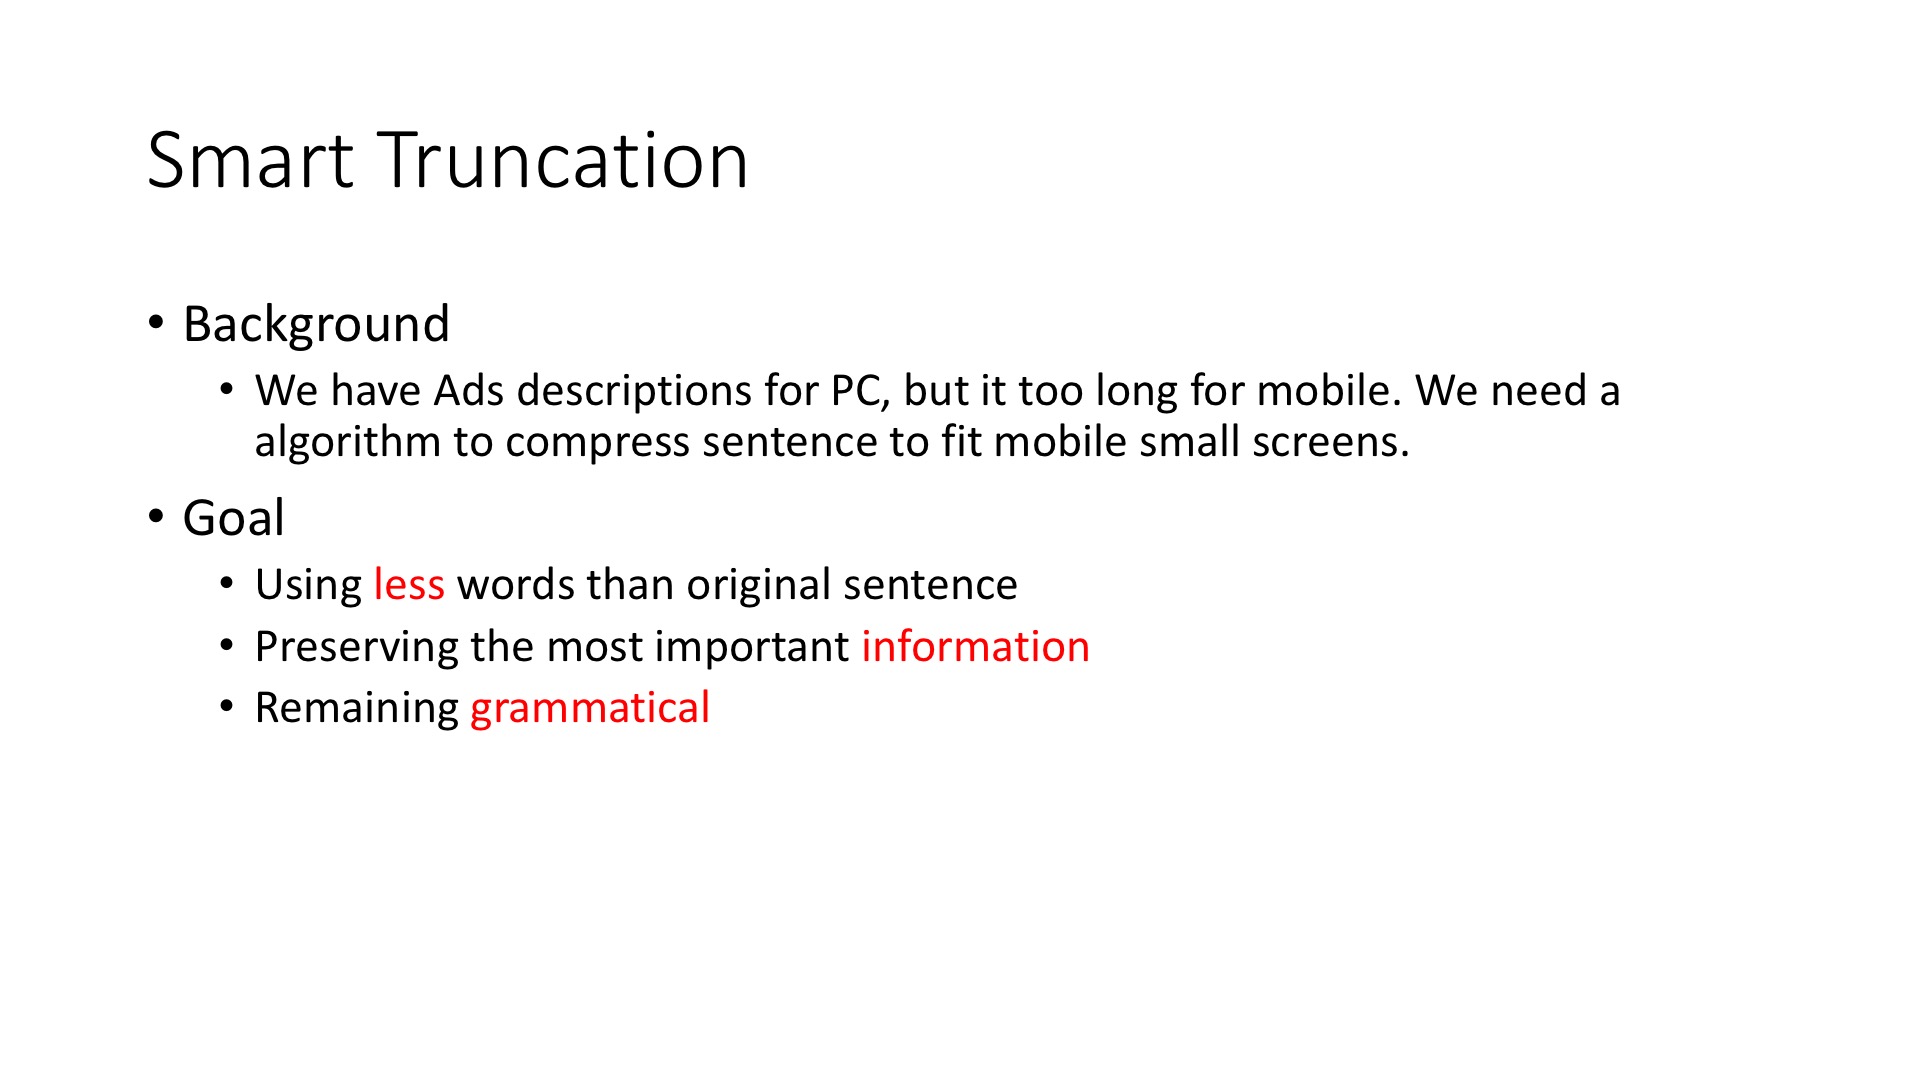 Smart Truncation
• Background
• We have Ads descriptions for PC, but it too long for mobile. We need a
algorithm to compress sentence to fit mobile small screens.
• Goal
• Using less words than original sentence
• Preserving the most important information
• Remaining grammatical